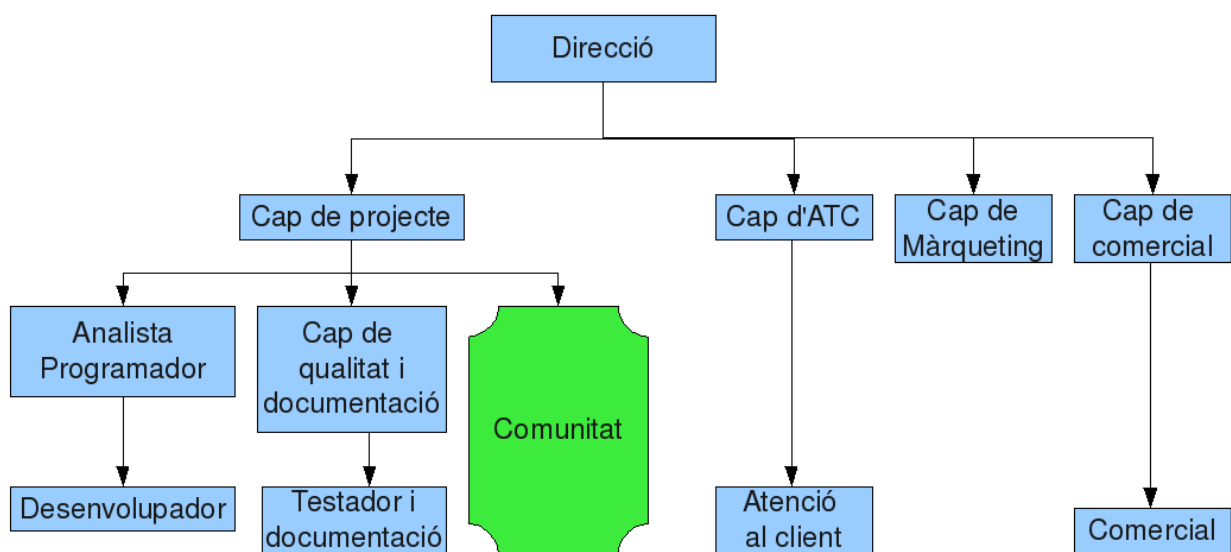 Direcció
Cap de projecte
Cap d'ATC
Cap de
Màrqueting
Cap de
comercial
Analista
Programador
Cap de
qualitat i
documentació
Comunitat
Desenvolupador
Testador i
documentació
Atenció
al client
Comercial